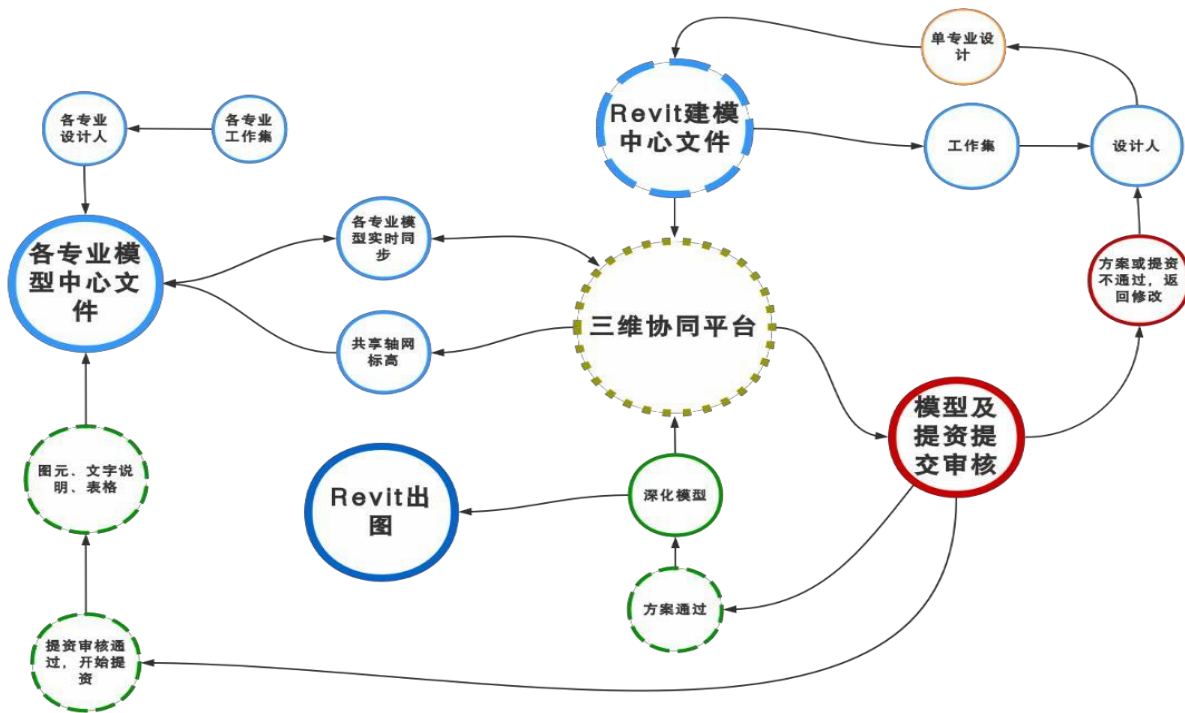 单专业设
计
Revit建模
中心文件
各专业
设计人
各专业
工作集
工作集
设计人
各专业模
型实时同
步
各专业模
型中心文
件
方案或提资
不通过，返
回修改
三维协同平台
共享轴网
标高
模型及
提资提
交审核
图元、文字说
明、表格
Revit出
图
深化模型
方案通过
提资审核通
过，开始提
资